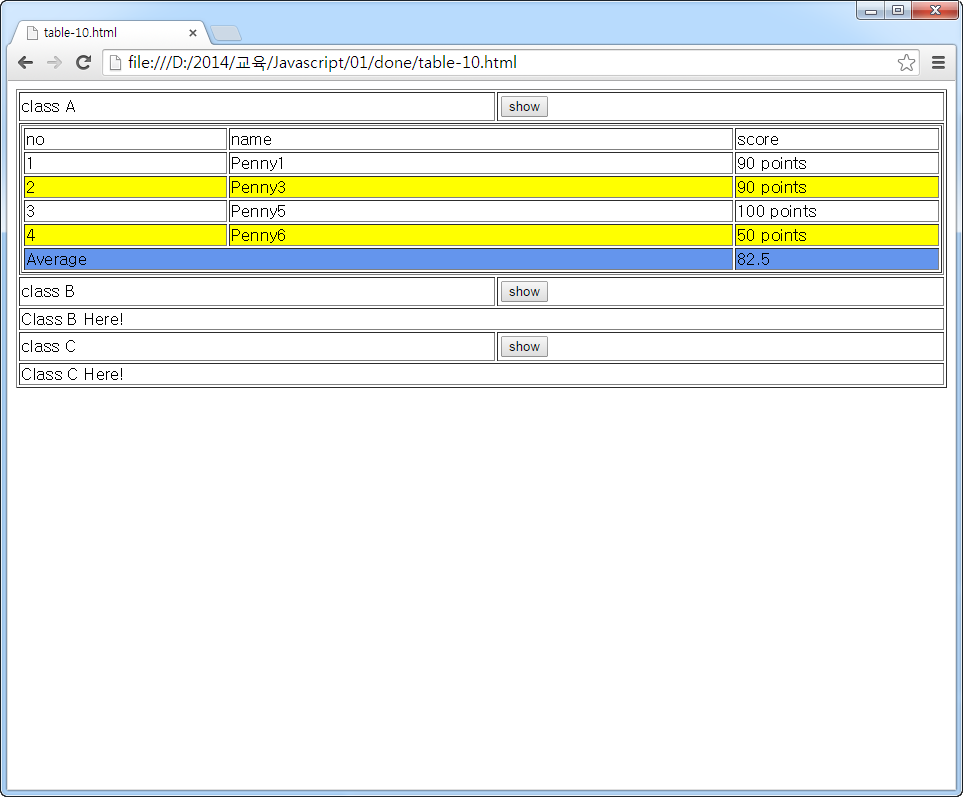 table-10.html
file:///D:/2014/교육/Javascript/01/done/table-10.html
class A show
no name score
1 Penny1 90 points
2 Penny3 90 points
3 Penny5 100 points
4 Penny6 50 points
Average 82.5
class B show
Class B Here!
class C show
Class C Here!